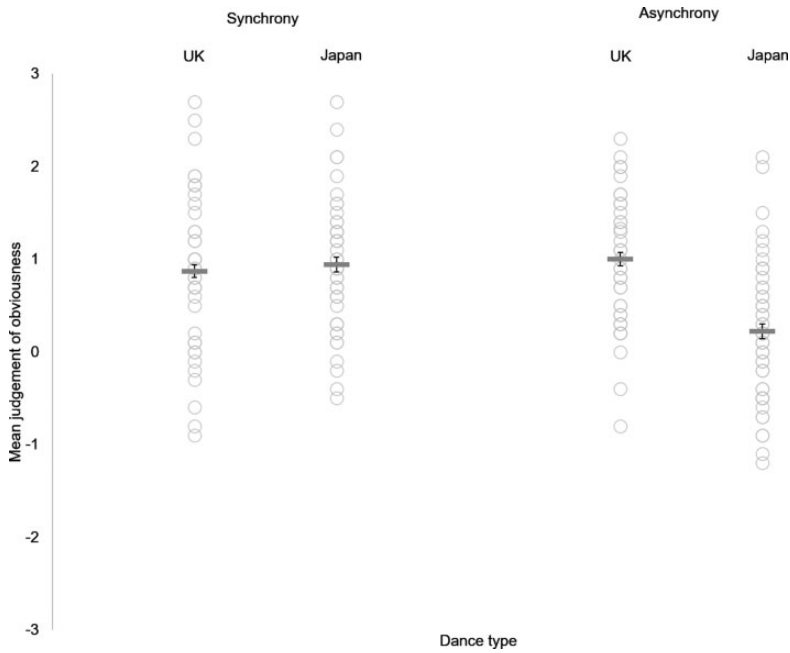 Synchrony
Asynchrony
UK
Japan
UK
Japan
3
2
1
0
-1
-2
-3
Mean judgement of obviousness
Dance type